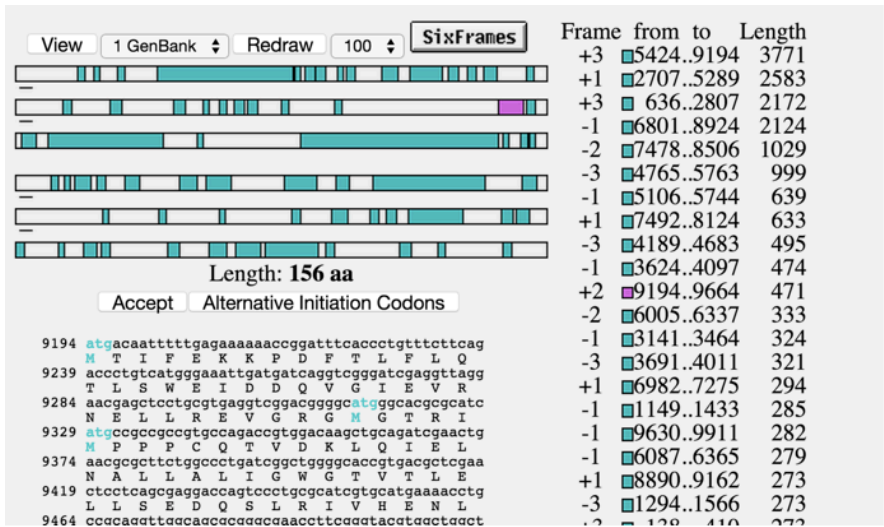 View 1 GenBank Redraw 100 SixFrames
Length: 156 aa
Accept Alternative Initiation Codons
9194 atgacaatttttgagaaaaaaccggatttcaccctgtttcttcag
M T I F E K K P D F T L F L Q
9239 accctgtcatgggaaattgatgatcaggtcgggatcgaggttagg
T L S W E I D D Q V G I E V R
9284 aacgagctcctgcgtgaggtcggacggggcatgggcacgcgcatc
N E L L R E V G R G M G T R I
9329 atgccgccgccgtgccagaccgtggacaagctgcagatcgaactg
M P P P C Q T V D K L Q I E L
9374 aacgcgcttctggccctgatcggctggggcaccgtgacgctcgaa
N A L L A L I G W G T V T L E
9419 ctcctcagcgaggaccagtccctgcgcatcgtgcatgaaaacctg
L L S E D Q S L R I V H E N L
9464 ccgcaggttggcagcgcgggcgaaccttcgggtacgtggctggct
Frame from to Length
+3 5424..9194 3771
+1 2707..5289 2583
+3 636..2807 2172
-1 6801..8924 2124
-2 7478..8506 1029
-3 4765..5763 999
-1 5106..5744 639
+1 7492..8124 633
-3 4189..4683 495
-1 3624..4097 474
+2 9194..9664 471
-2 6005..6337 333
-1 3141..3464 324
-3 3691..4011 321
+1 6982..7275 294
-1 1149..1433 285
-1 9630..9911 282
-1 6087..6365 279
+1 8890..9162 273
-3 1294..1566 273